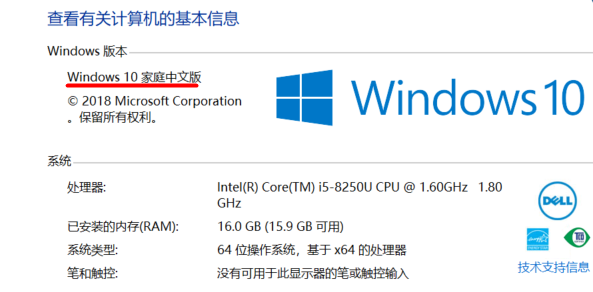 查看有关计算机的基本信息
Windows 版本
Windows 10 家庭中文版
© 2018 Microsoft Corporation
。保留所有权利。
Windows 10
系统
处理器: Intel(R) Core(TM) i5-8250U CPU @ 1.60GHz 1.80
GHz
已安装的内存(RAM): 16.0 GB (15.9 GB 可用)
系统类型: 64 位操作系统，基于 x64 的处理器
笔和触控: 没有可用于此显示器的笔或触控输入
DELL
技术支持信息